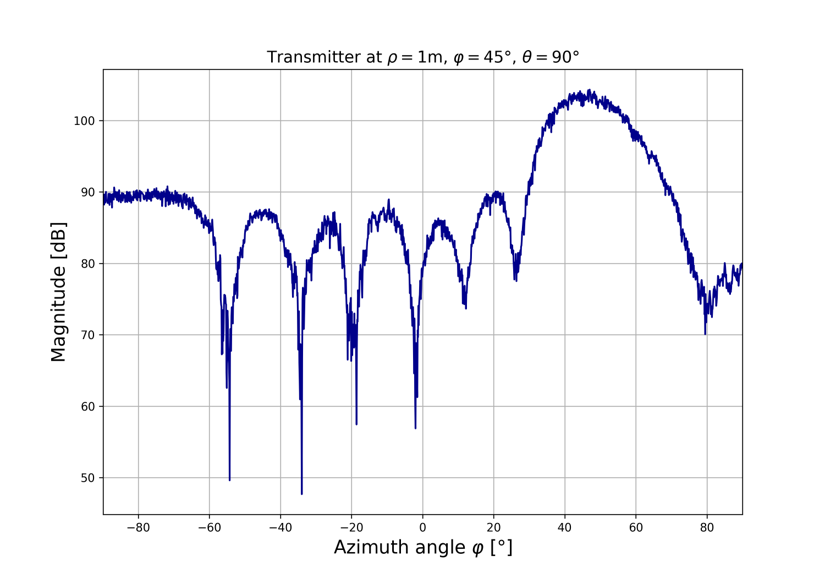 Transmitter at ρ = 1m, φ = 45°, θ = 90°
Magnitude [dB]
100
90
80
70
60
50
−80 −60 −40 −20 0 20 40 60 80
Azimuth angle φ [°]